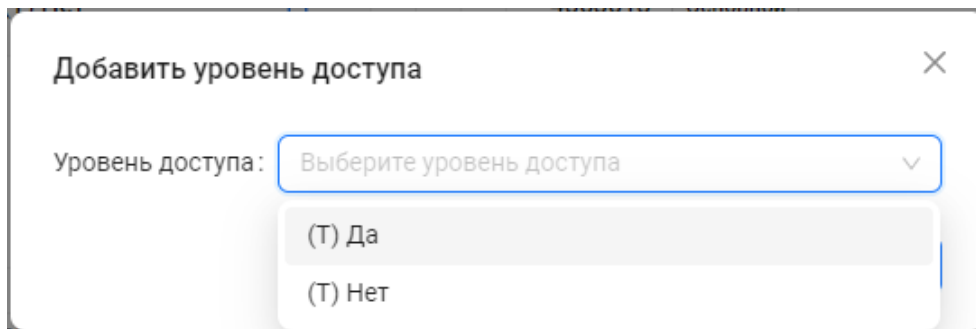 Добавить уровень доступа
Уровень доступа:
Выберите уровень доступа
(Т) Да
(Т) Нет